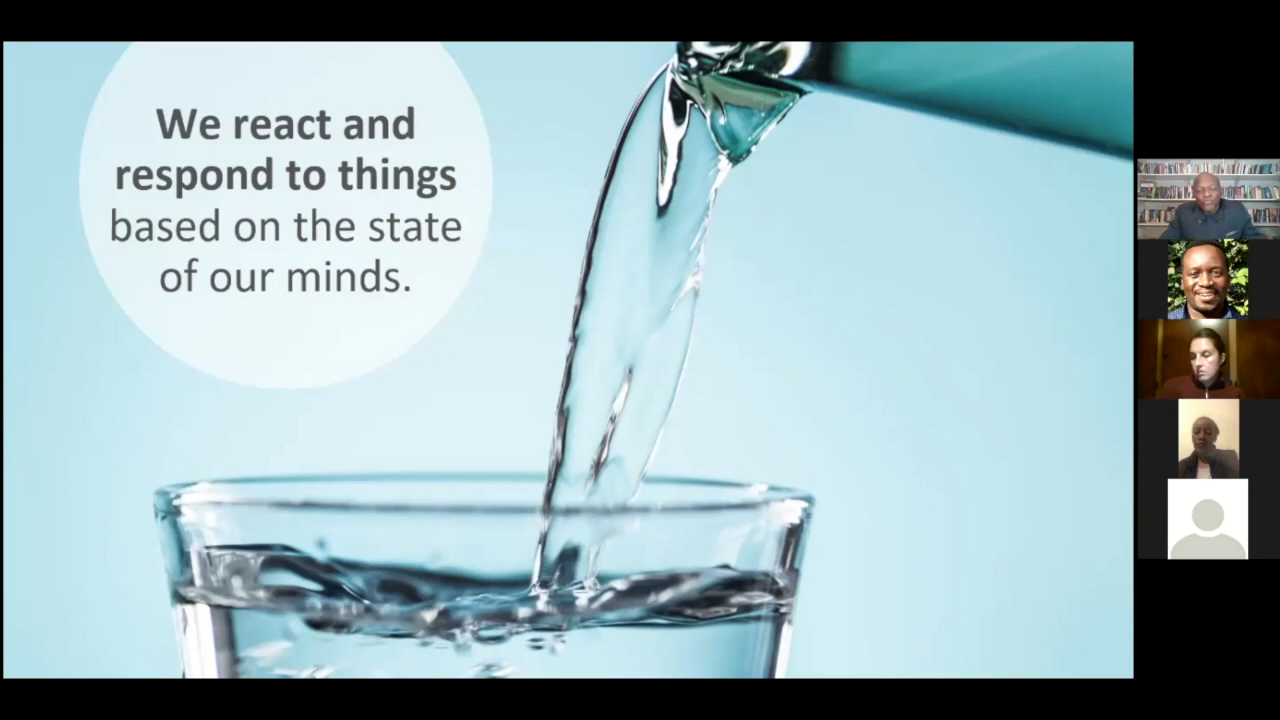 We react and
respond to things
based on the state
of our minds.